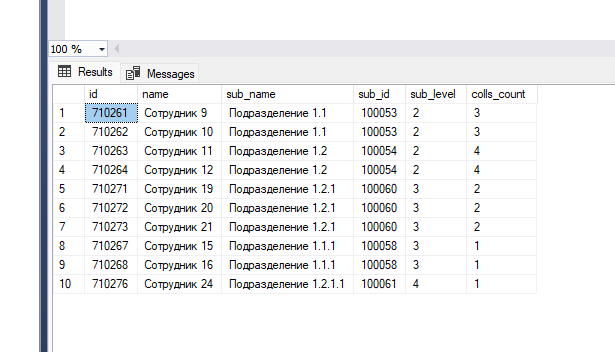 100 %
Results Messages
id name sub_name sub_id sub_level colls_count
1 710261 Сотрудник 9 Подразделение 1.1 100053 2 3
2 710262 Сотрудник 10 Подразделение 1.1 100053 2 3
3 710263 Сотрудник 11 Подразделение 1.2 100054 2 4
4 710264 Сотрудник 12 Подразделение 1.2 100054 2 4
5 710271 Сотрудник 19 Подразделение 1.2.1 100060 3 2
6 710272 Сотрудник 20 Подразделение 1.2.1 100060 3 2
7 710273 Сотрудник 21 Подразделение 1.2.1 100060 3 2
8 710267 Сотрудник 15 Подразделение 1.1.1 100058 3 1
9 710268 Сотрудник 16 Подразделение 1.1.1 100058 3 1
10 710276 Сотрудник 24 Подразделение 1.2.1.1 100061 4 1